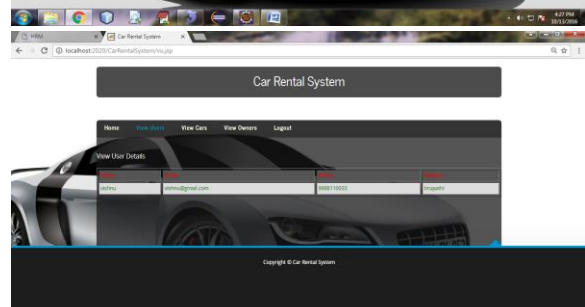 4:27 PM
10/13/2016
HRM
Car Rental System
localhost:2020/CarRentalSystem/vu.jsp
Car Rental System
Home View Users View Cars View Owners Logout
View User Details
vishnu vishnu@gmail.com tirupathi
Copyright © Car Rental System